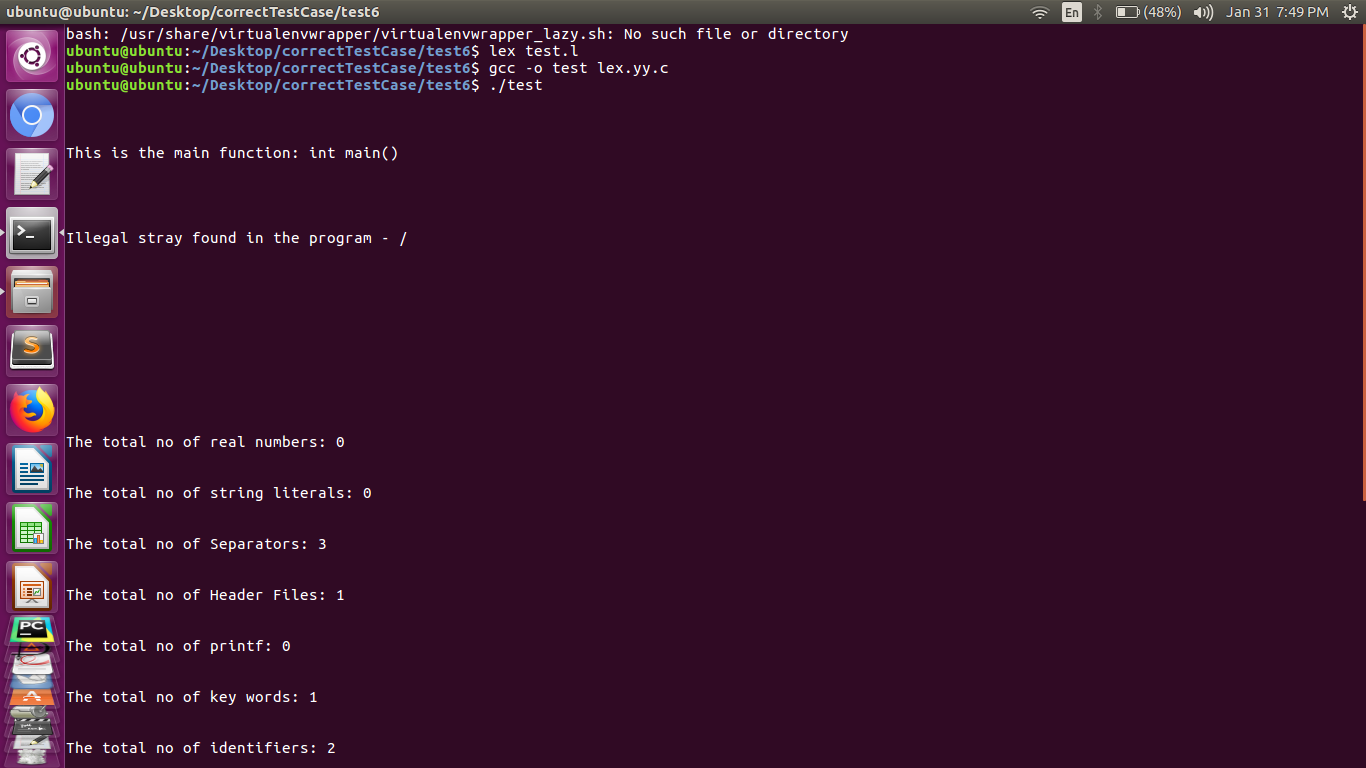 ubuntu@ubuntu: ~/Desktop/correctTestCase/test6 En (48%) Jan 31 7:49 PM
bash: /usr/share/virtualenvwrapper/virtualenvwrapper_lazy.sh: No such file or directory
ubuntu@ubuntu:~/Desktop/correctTestCase/test6$ lex test.l
ubuntu@ubuntu:~/Desktop/correctTestCase/test6$ gcc -o test lex.yy.c
ubuntu@ubuntu:~/Desktop/correctTestCase/test6$ ./test
This is the main function: int main()
Illegal stray found in the program - /
The total no of real numbers: 0
The total no of string literals: 0
The total no of Separators: 3
The total no of Header Files: 1
The total no of printf: 0
The total no of key words: 1
The total no of identifiers: 2
S
PC